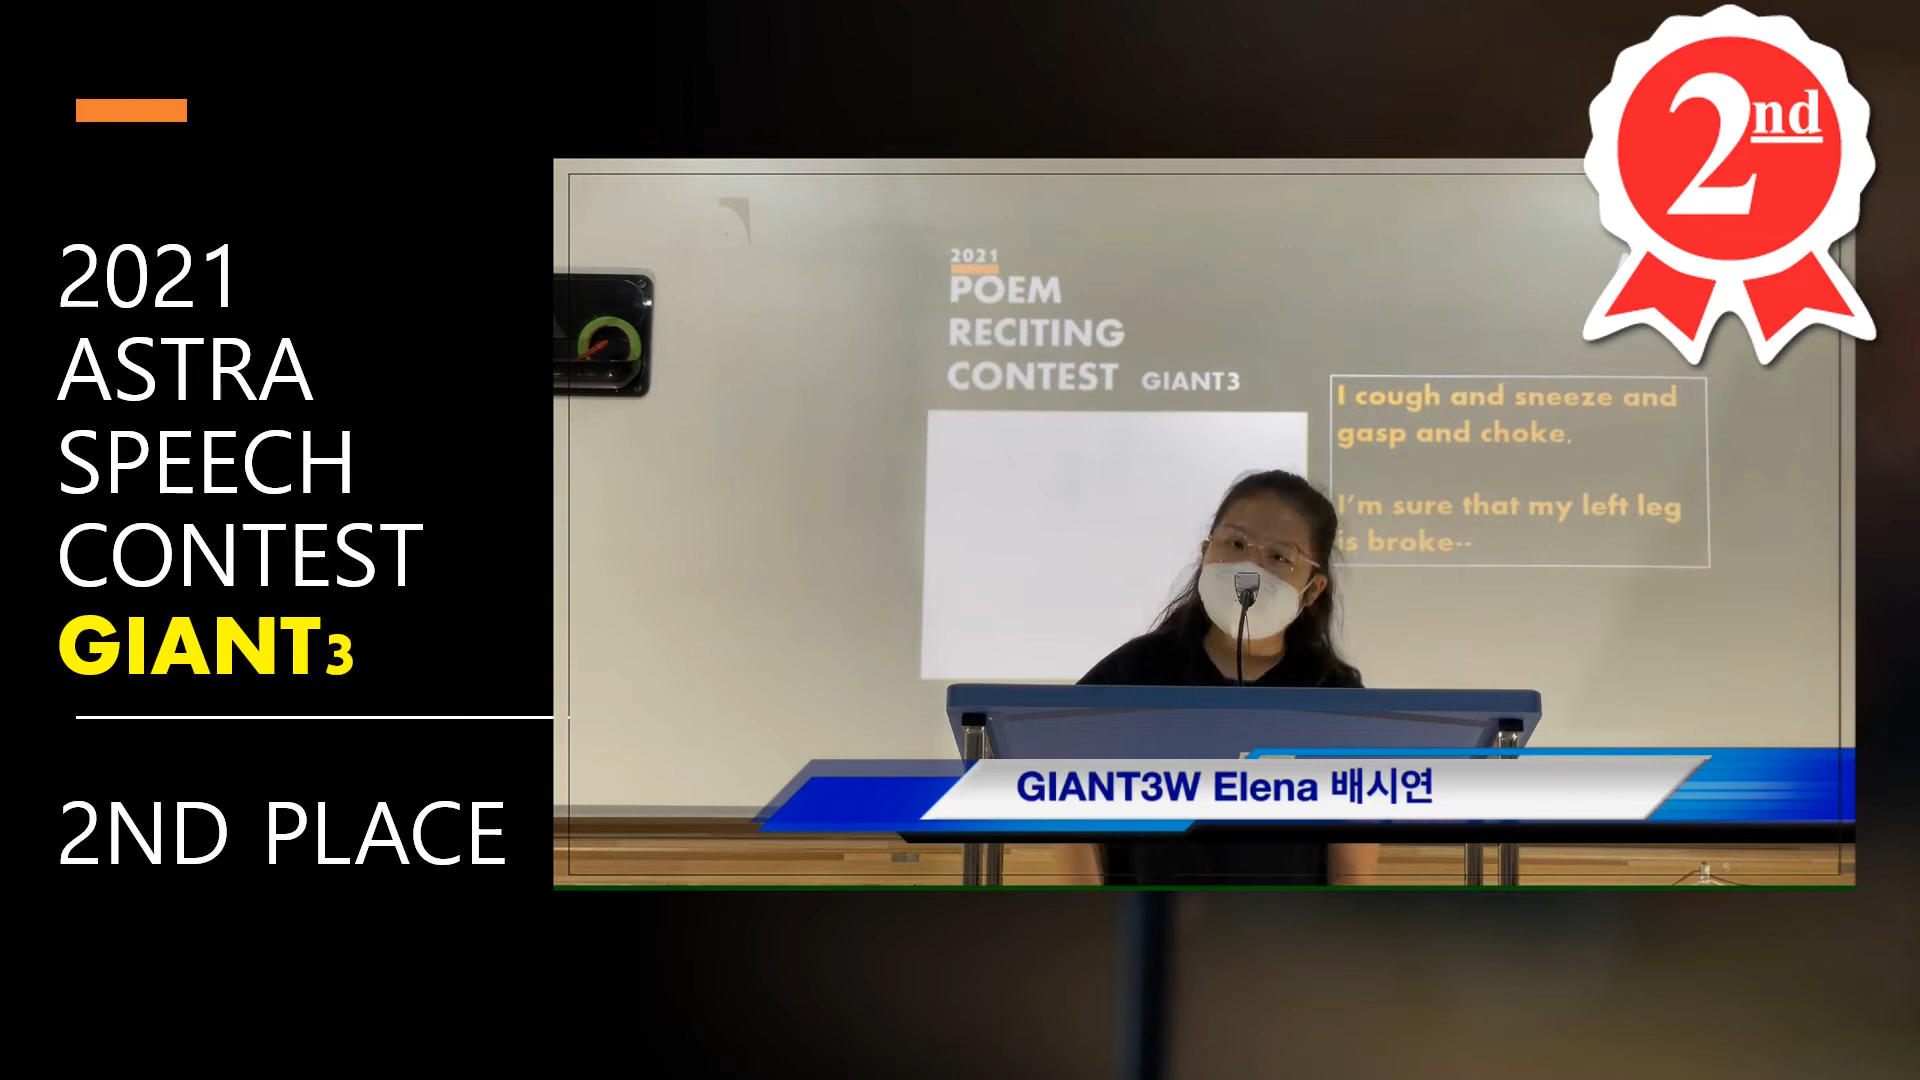 2021
ASTRA
SPEECH
CONTEST
GIANT3
2ND PLACE
2nd
2021
POEM
RECITING
CONTEST GIANT3
I cough and sneeze and
gasp and choke.
I'm sure that my left leg
is broke--
GIANT3W Elena 배시연